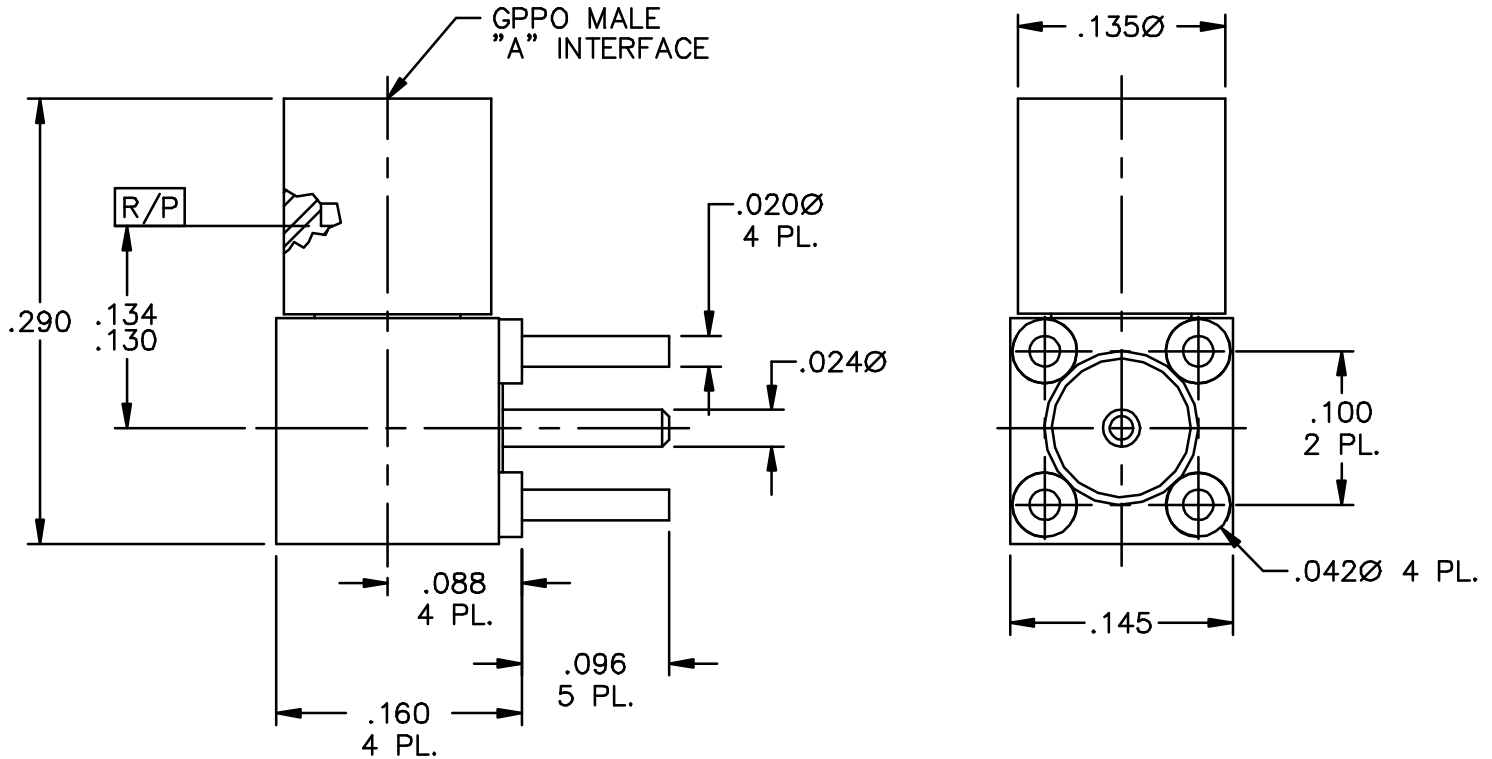 GPPO MALE
”A” INTERFACE
.135Ø
R/P
.020Ø
4 PL.
.290
.134
.130
.024Ø
.100
2 PL.
.088
4 PL.
.042Ø 4 PL.
.145
.096
5 PL.
.160
4 PL.